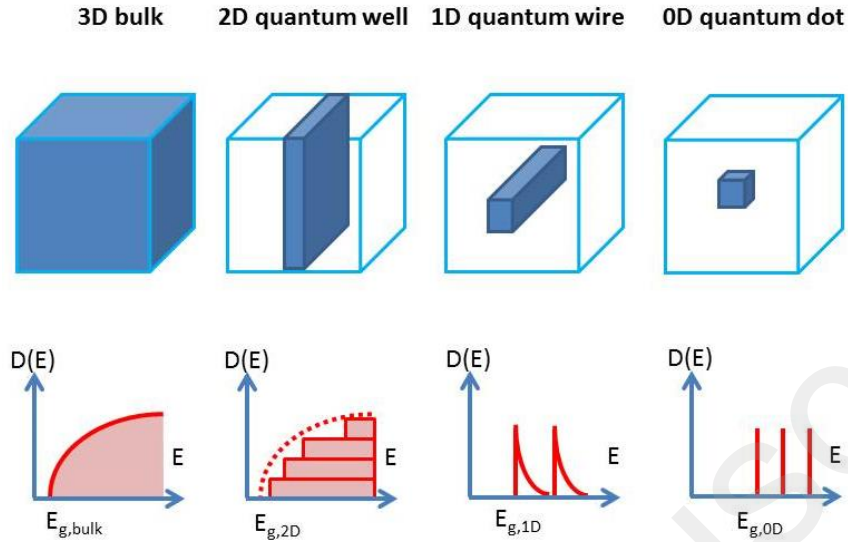 3D bulk 2D quantum well 1D quantum wire 0D quantum dot
D(E) D(E) D(E) D(E)
E E E E
E_g,bulk E_g,2D E_g,1D E_g,0D